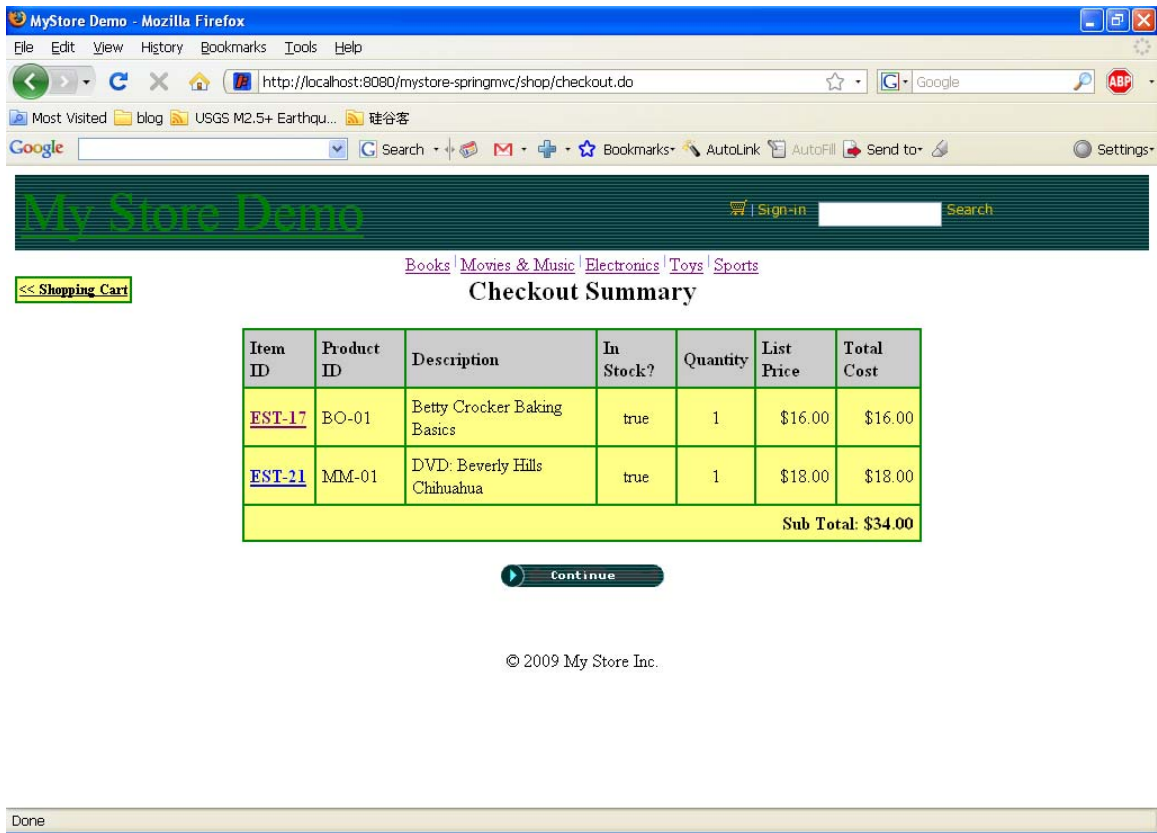 MyStore Demo - Mozilla Firefox
File Edit View History Bookmarks Tools Help
http://localhost:8080/mystore-springmvc/shop/checkout.do G Google ABP
Most Visited blog USGS M2.5+ Earthqu... 硅谷客
Google G Search Bookmarks AutoLink AutoFill Send to Settings
My Store Demo | Sign-in Search
Books | Movies & Music | Electronics | Toys | Sports
<< Shopping Cart
Checkout Summary
Item ID Product ID Description In Stock? Quantity List Price Total Cost
EST-17 BO-01 Betty Crocker Baking Basics true 1 $16.00 $16.00
EST-21 MM-01 DVD: Beverly Hills Chihuahua true 1 $18.00 $18.00
Sub Total: $34.00
Continue
© 2009 My Store Inc.
Done